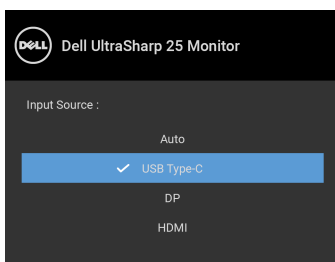 DELL
Dell UltraSharp 25 Monitor
Input Source :
Auto
USB Type-C
DP
HDMI